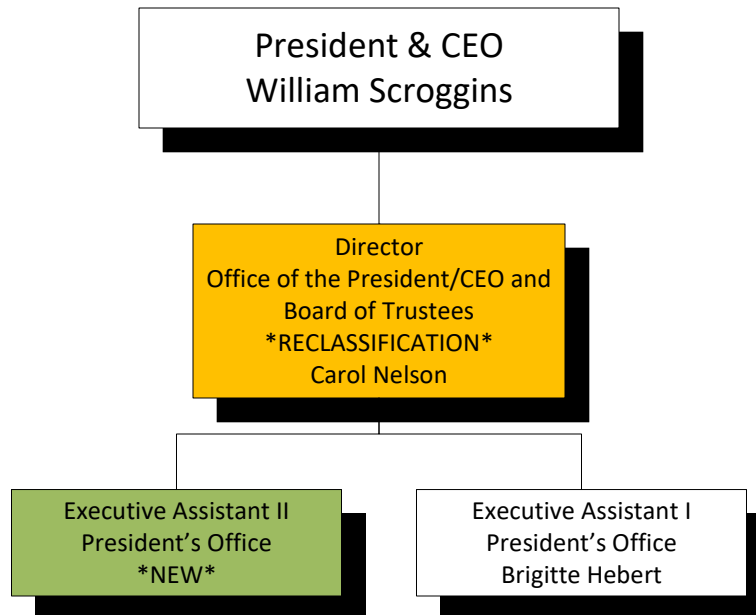 President & CEO
William Scroggins
Director
Office of the President/CEO and
Board of Trustees
*RECLASSIFICATION*
Carol Nelson
Executive Assistant II
President’s Office
*NEW*
Executive Assistant I
President’s Office
Brigitte Hebert